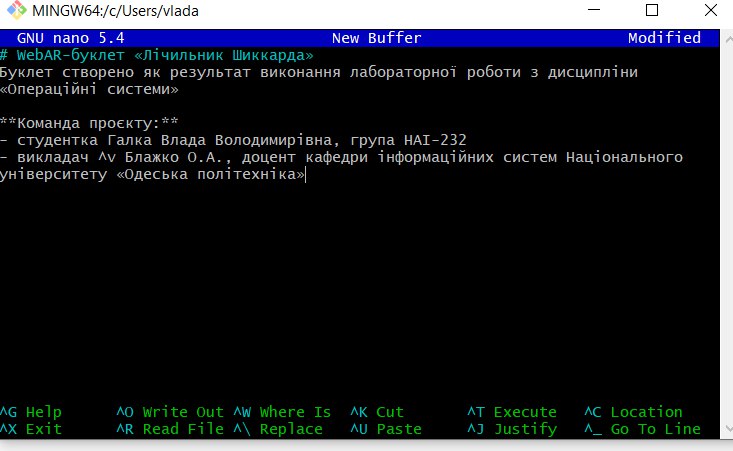 MINGW64:/c/Users/vlada
GNU nano 5.4 New Buffer Modified
# WebAR-буклет «Лічильник Шиккарда»
Буклет створено як результат виконання лабораторної роботи з дисципліни
«Операційні системи»
**Команда проєкту:**
- студентка Галка Влада Володимирівна, група НАІ-232
- викладач ^v Блажко О.А., доцент кафедри інформаційних систем Національного
університету «Одеська політехніка»
^G Help ^O Write Out ^W Where Is ^K Cut ^T Execute ^C Location
^X Exit ^R Read File ^\ Replace ^U Paste ^J Justify ^_ Go To Line